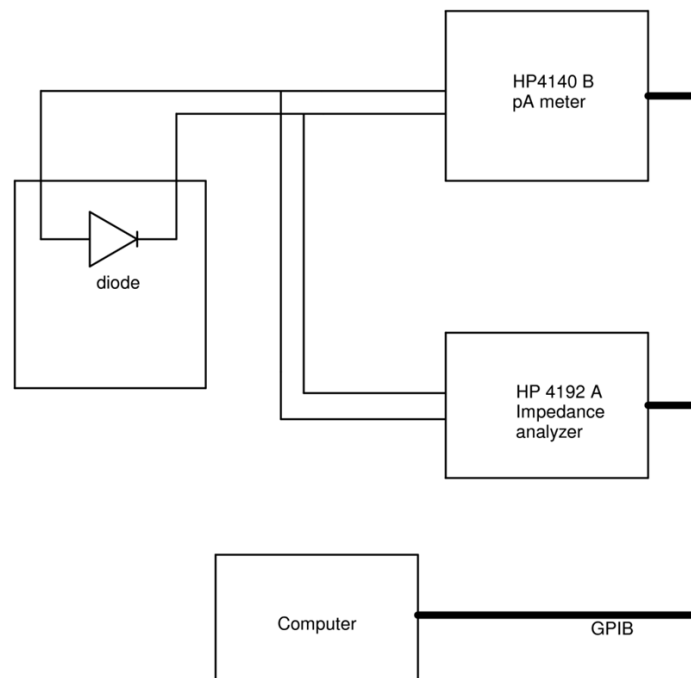 HP4140 B
pA meter
diode
HP 4192 A
Impedance
analyzer
Computer
GPIB